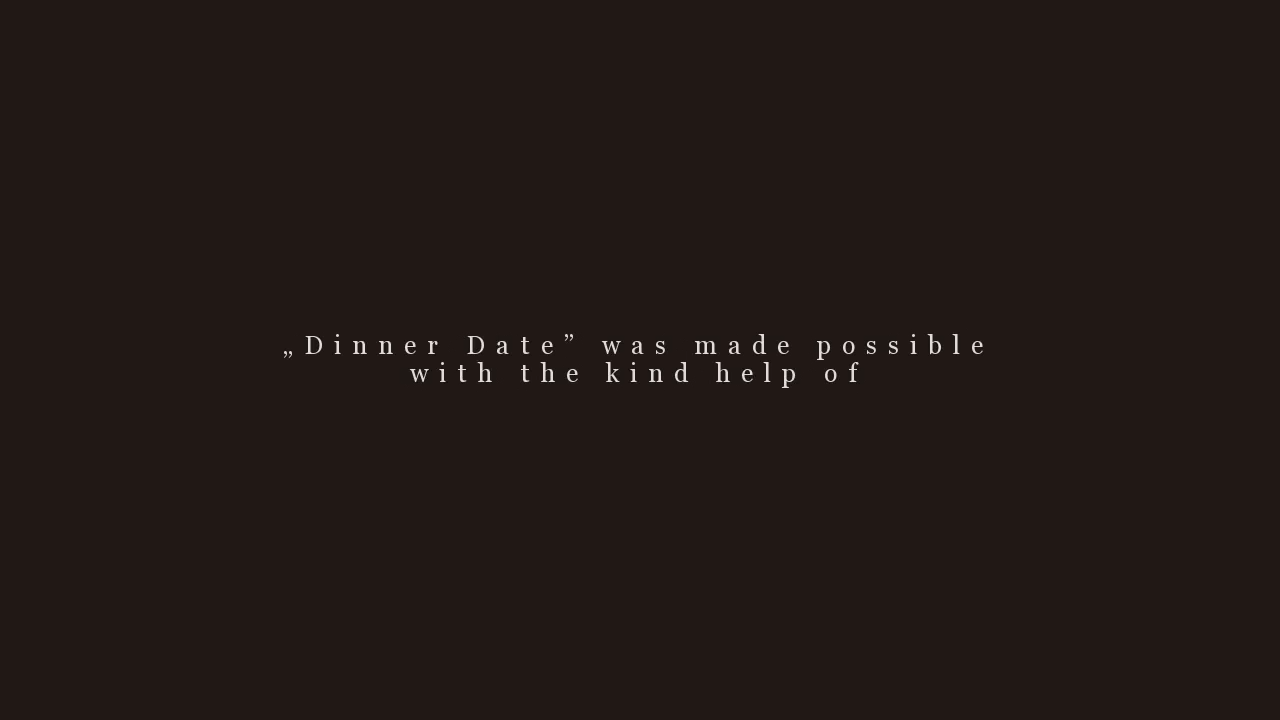 „Dinner Date” was made possible
with the kind help of